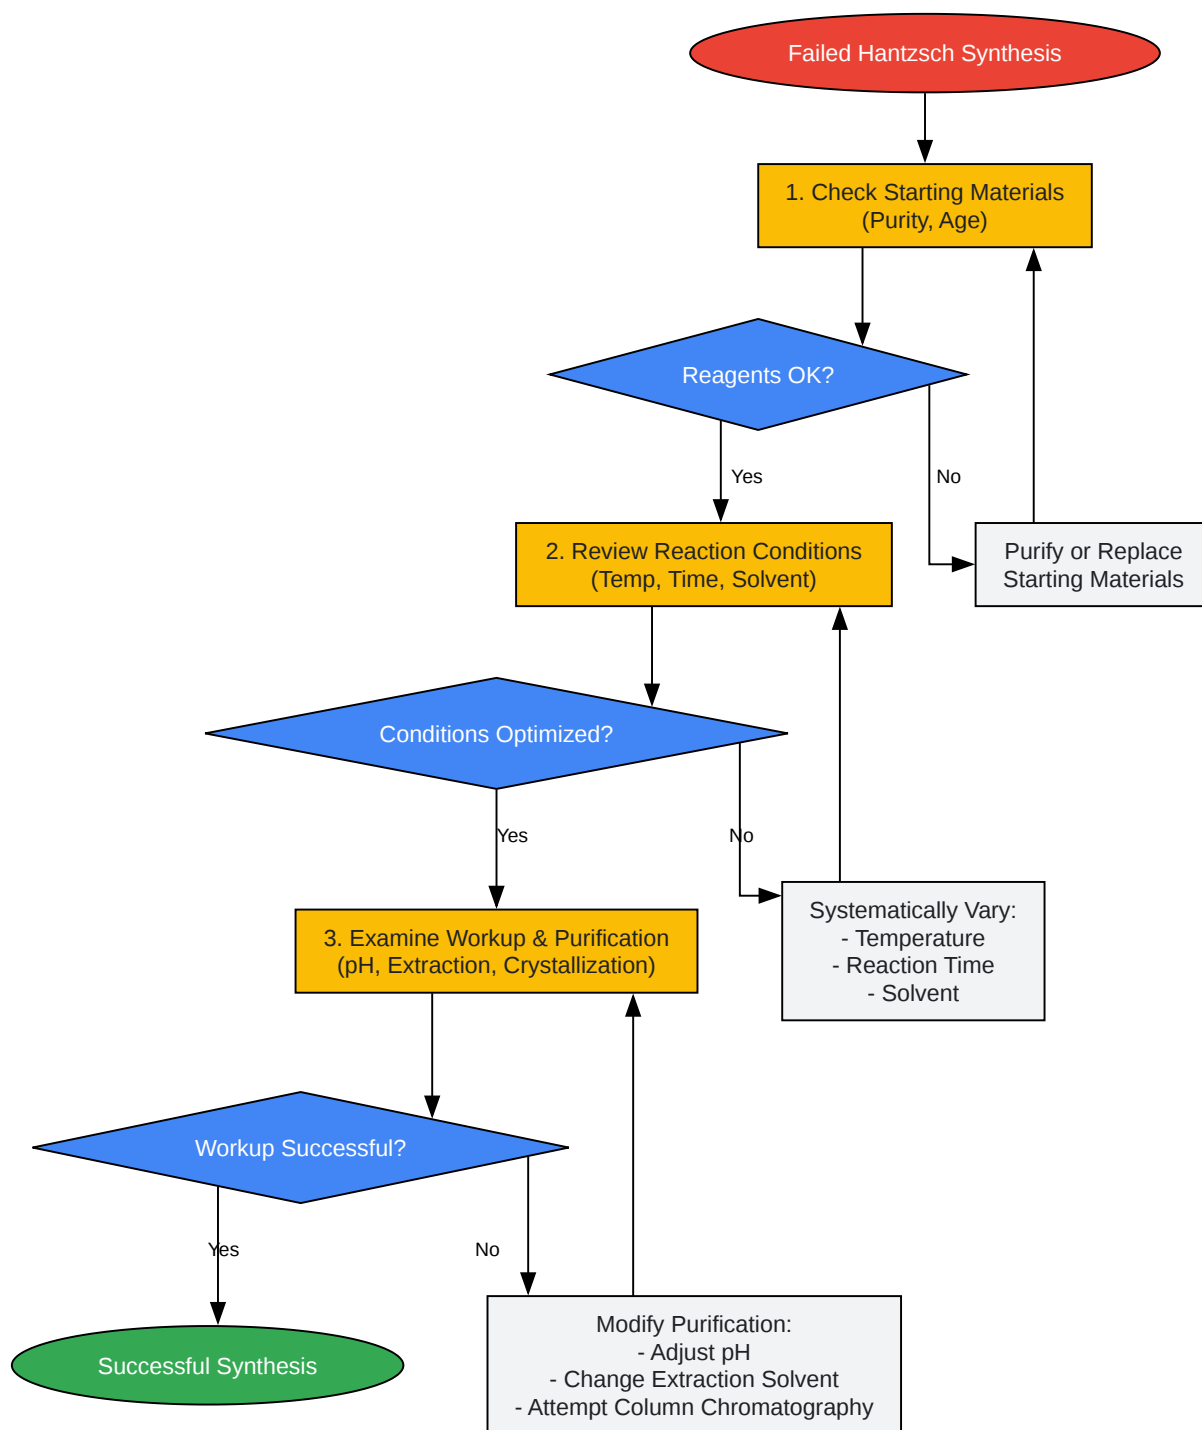 Failed Hantzsch Synthesis
1. Check Starting Materials
(Purity, Age)
Reagents OK?
Yes
No
2. Review Reaction Conditions
(Temp, Time, Solvent)
Purify or Replace
Starting Materials
Conditions Optimized?
Yes
No
3. Examine Workup & Purification
(pH, Extraction, Crystallization)
Systematically Vary:
- Temperature
- Reaction Time
- Solvent
Workup Successful?
Yes
No
Successful Synthesis
Modify Purification:
- Adjust pH
- Change Extraction Solvent
- Attempt Column Chromatography